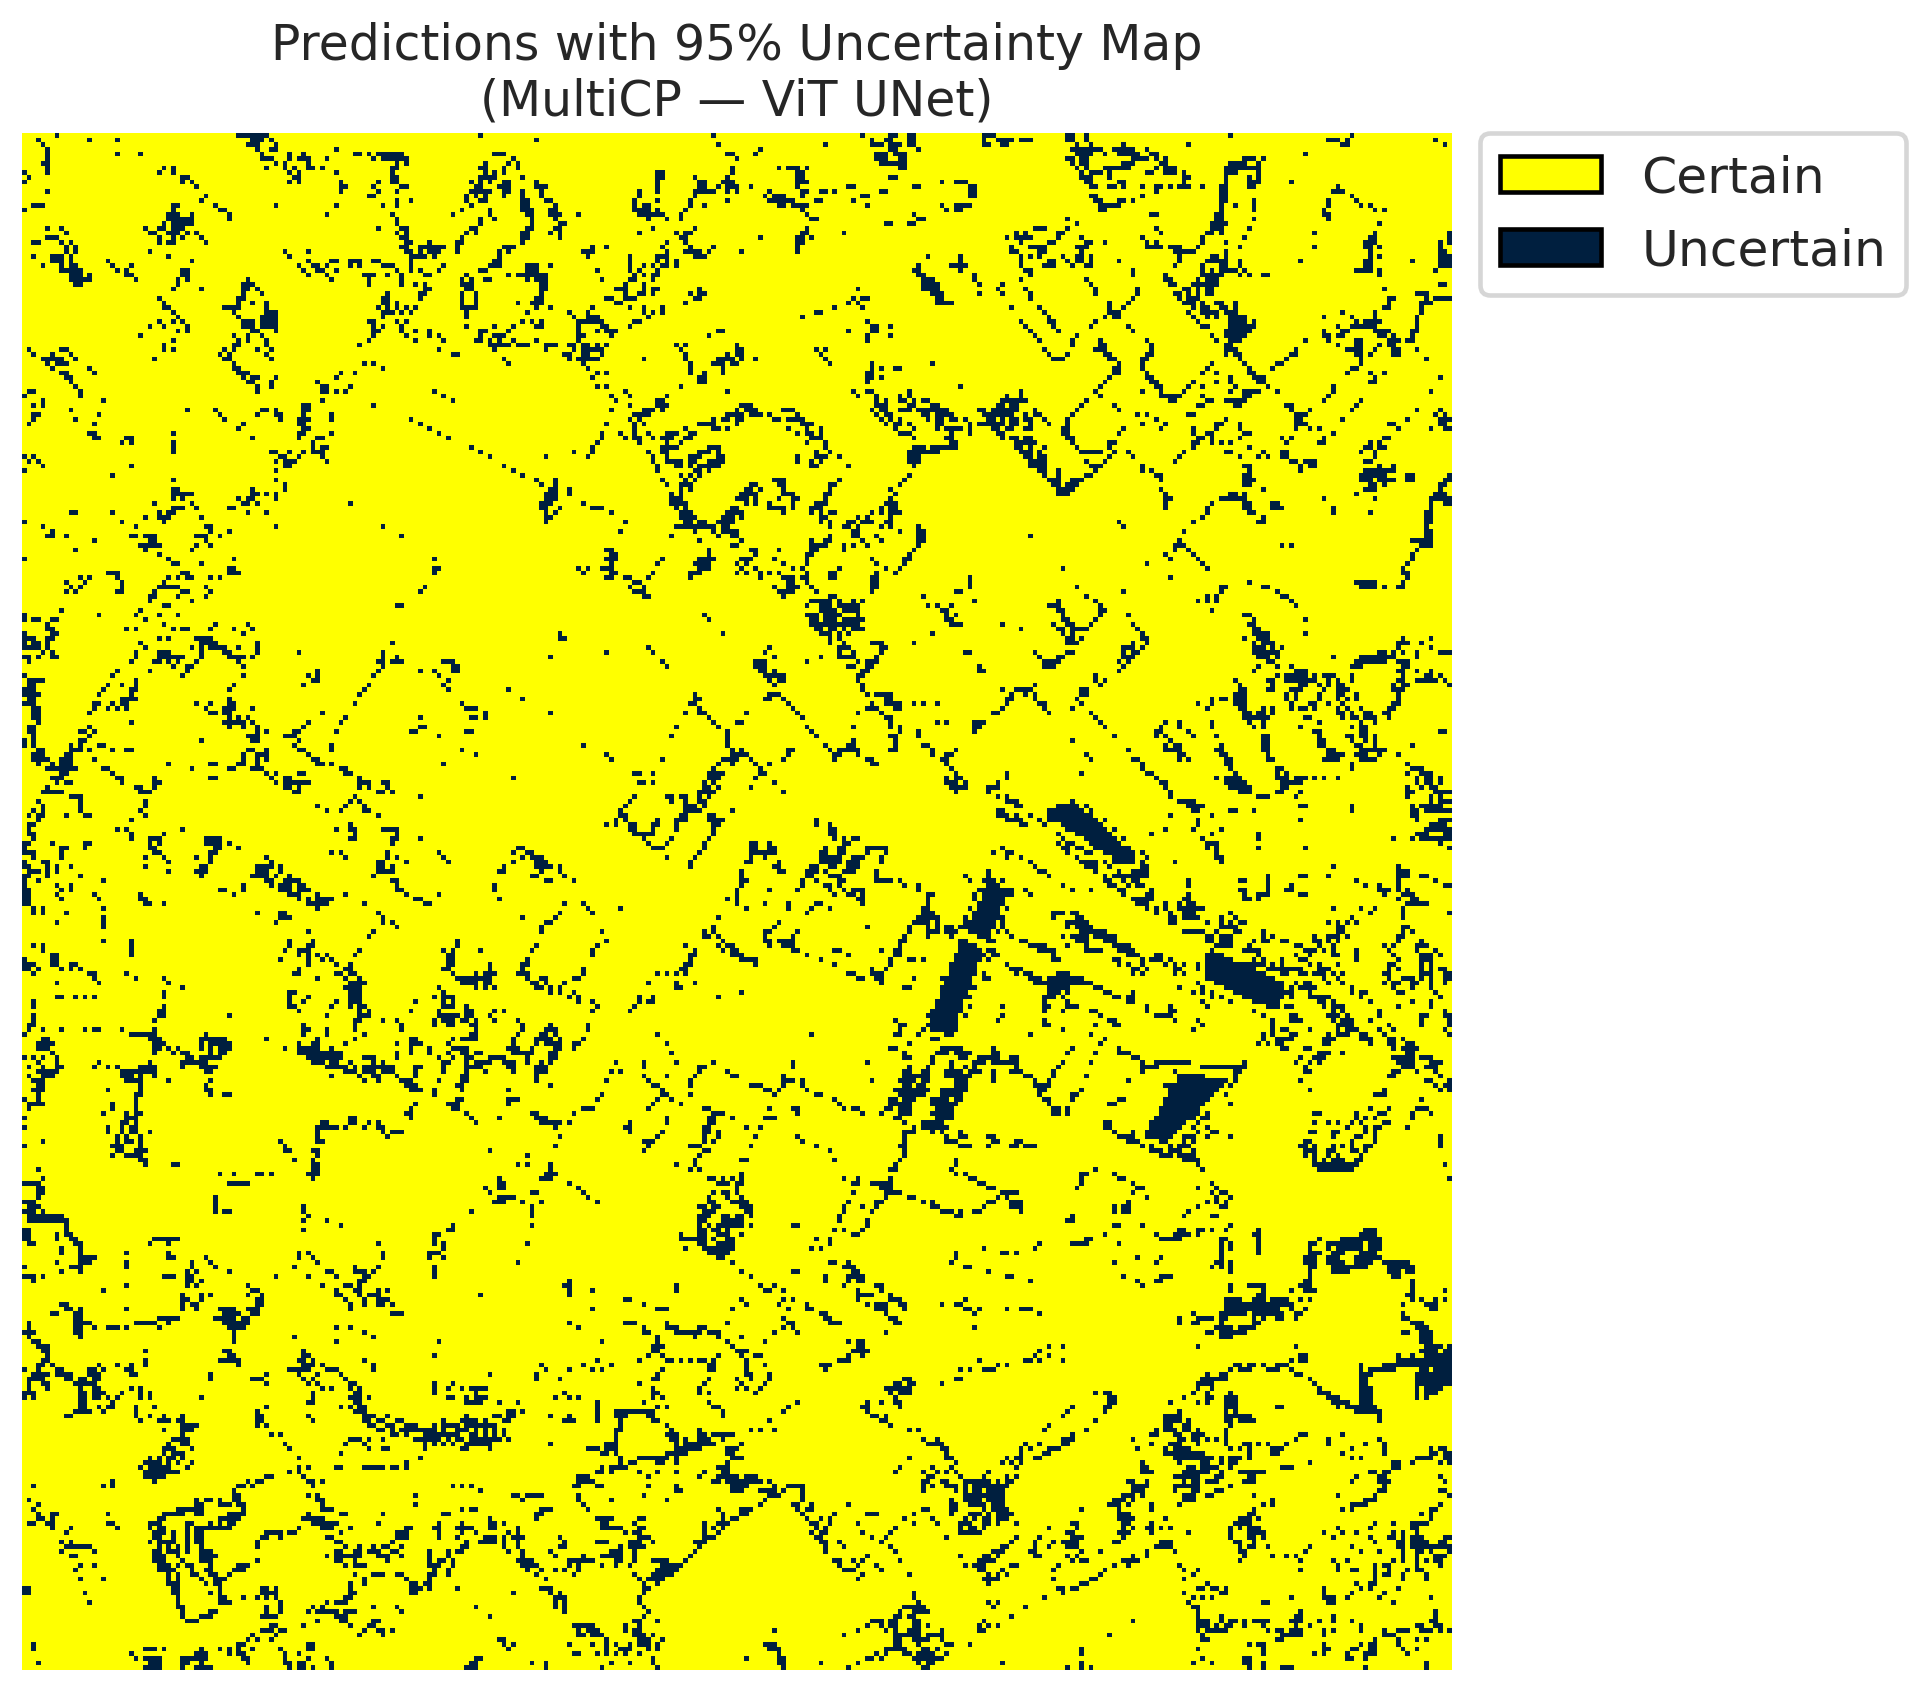 Predictions with 95% Uncertainty Map
(MultiCP — ViT UNet)
Certain
Uncertain